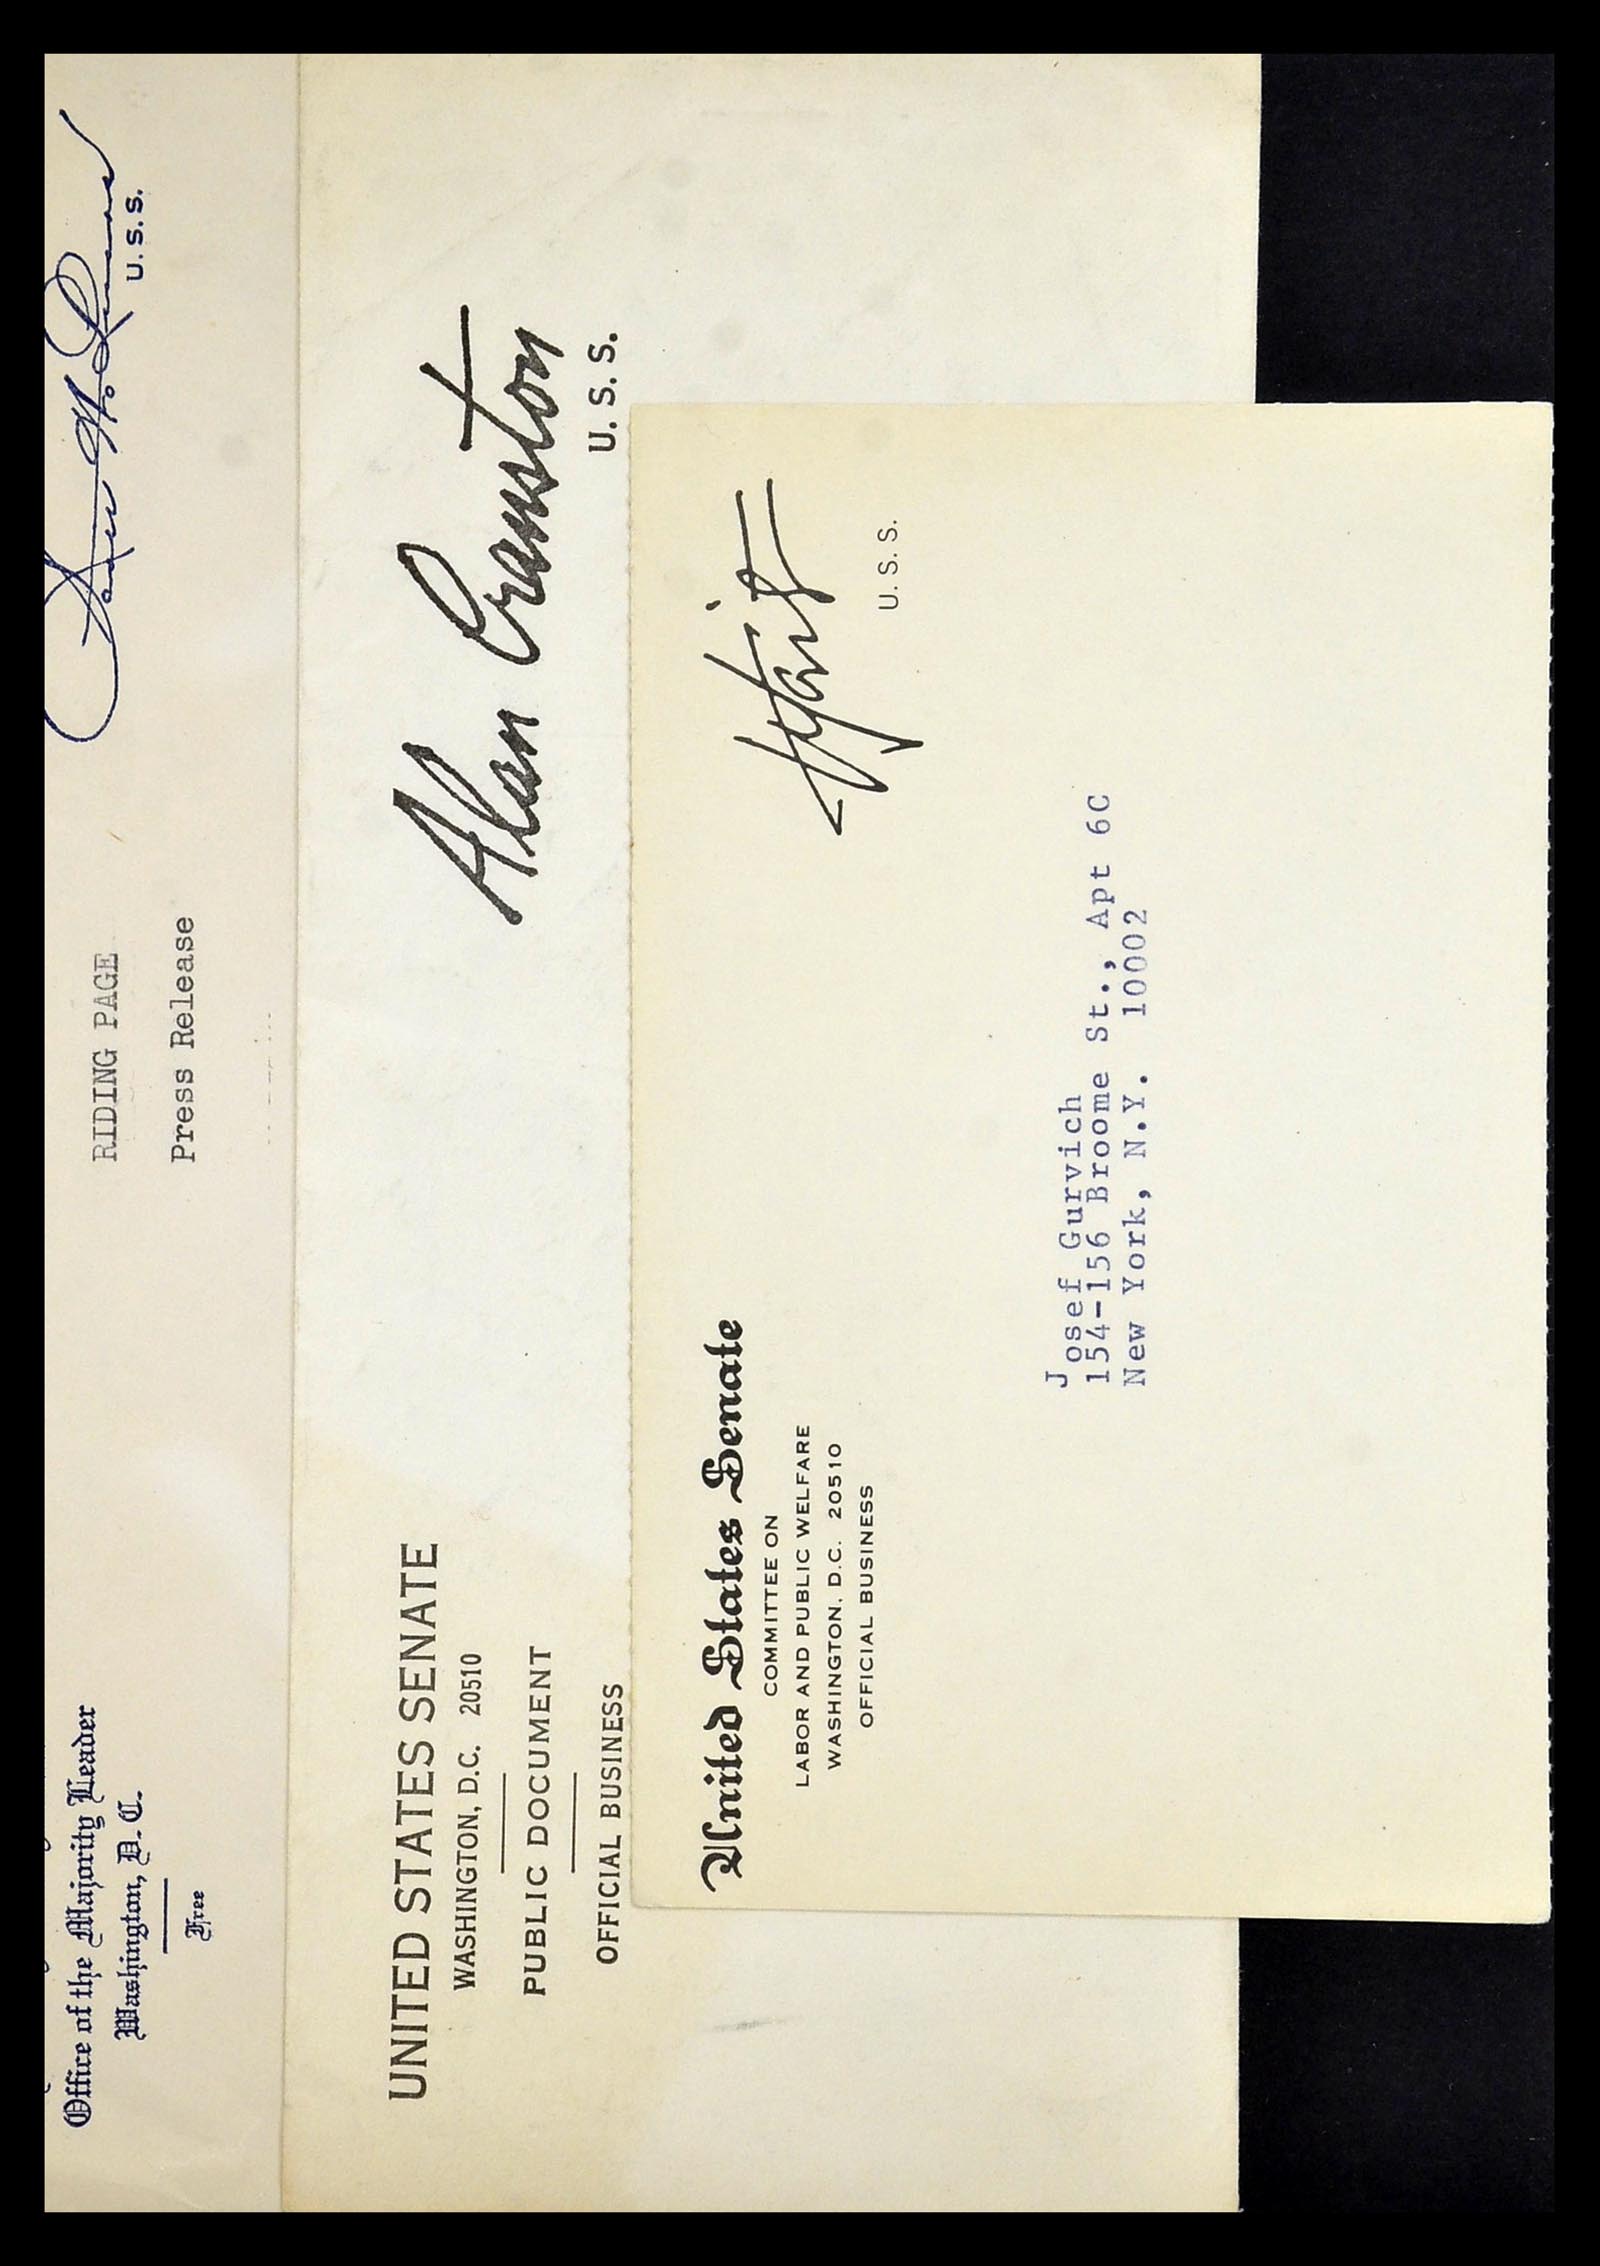 Office of the Majority Leader
Washington, D.C.
Free
U.S.S.
RIDING PAGE
Press Release
UNITED STATES SENATE
WASHINGTON, D.C. 20510
PUBLIC DOCUMENT
OFFICIAL BUSINESS
Alan Cranston
U. S. S.
United States Senate
COMMITTEE ON
LABOR AND PUBLIC WELFARE
WASHINGTON, D.C. 20510
OFFICIAL BUSINESS
U. S. S.
Josef Gurvich
154-156 Broome St., Apt 6C
New York, N.Y. 10002